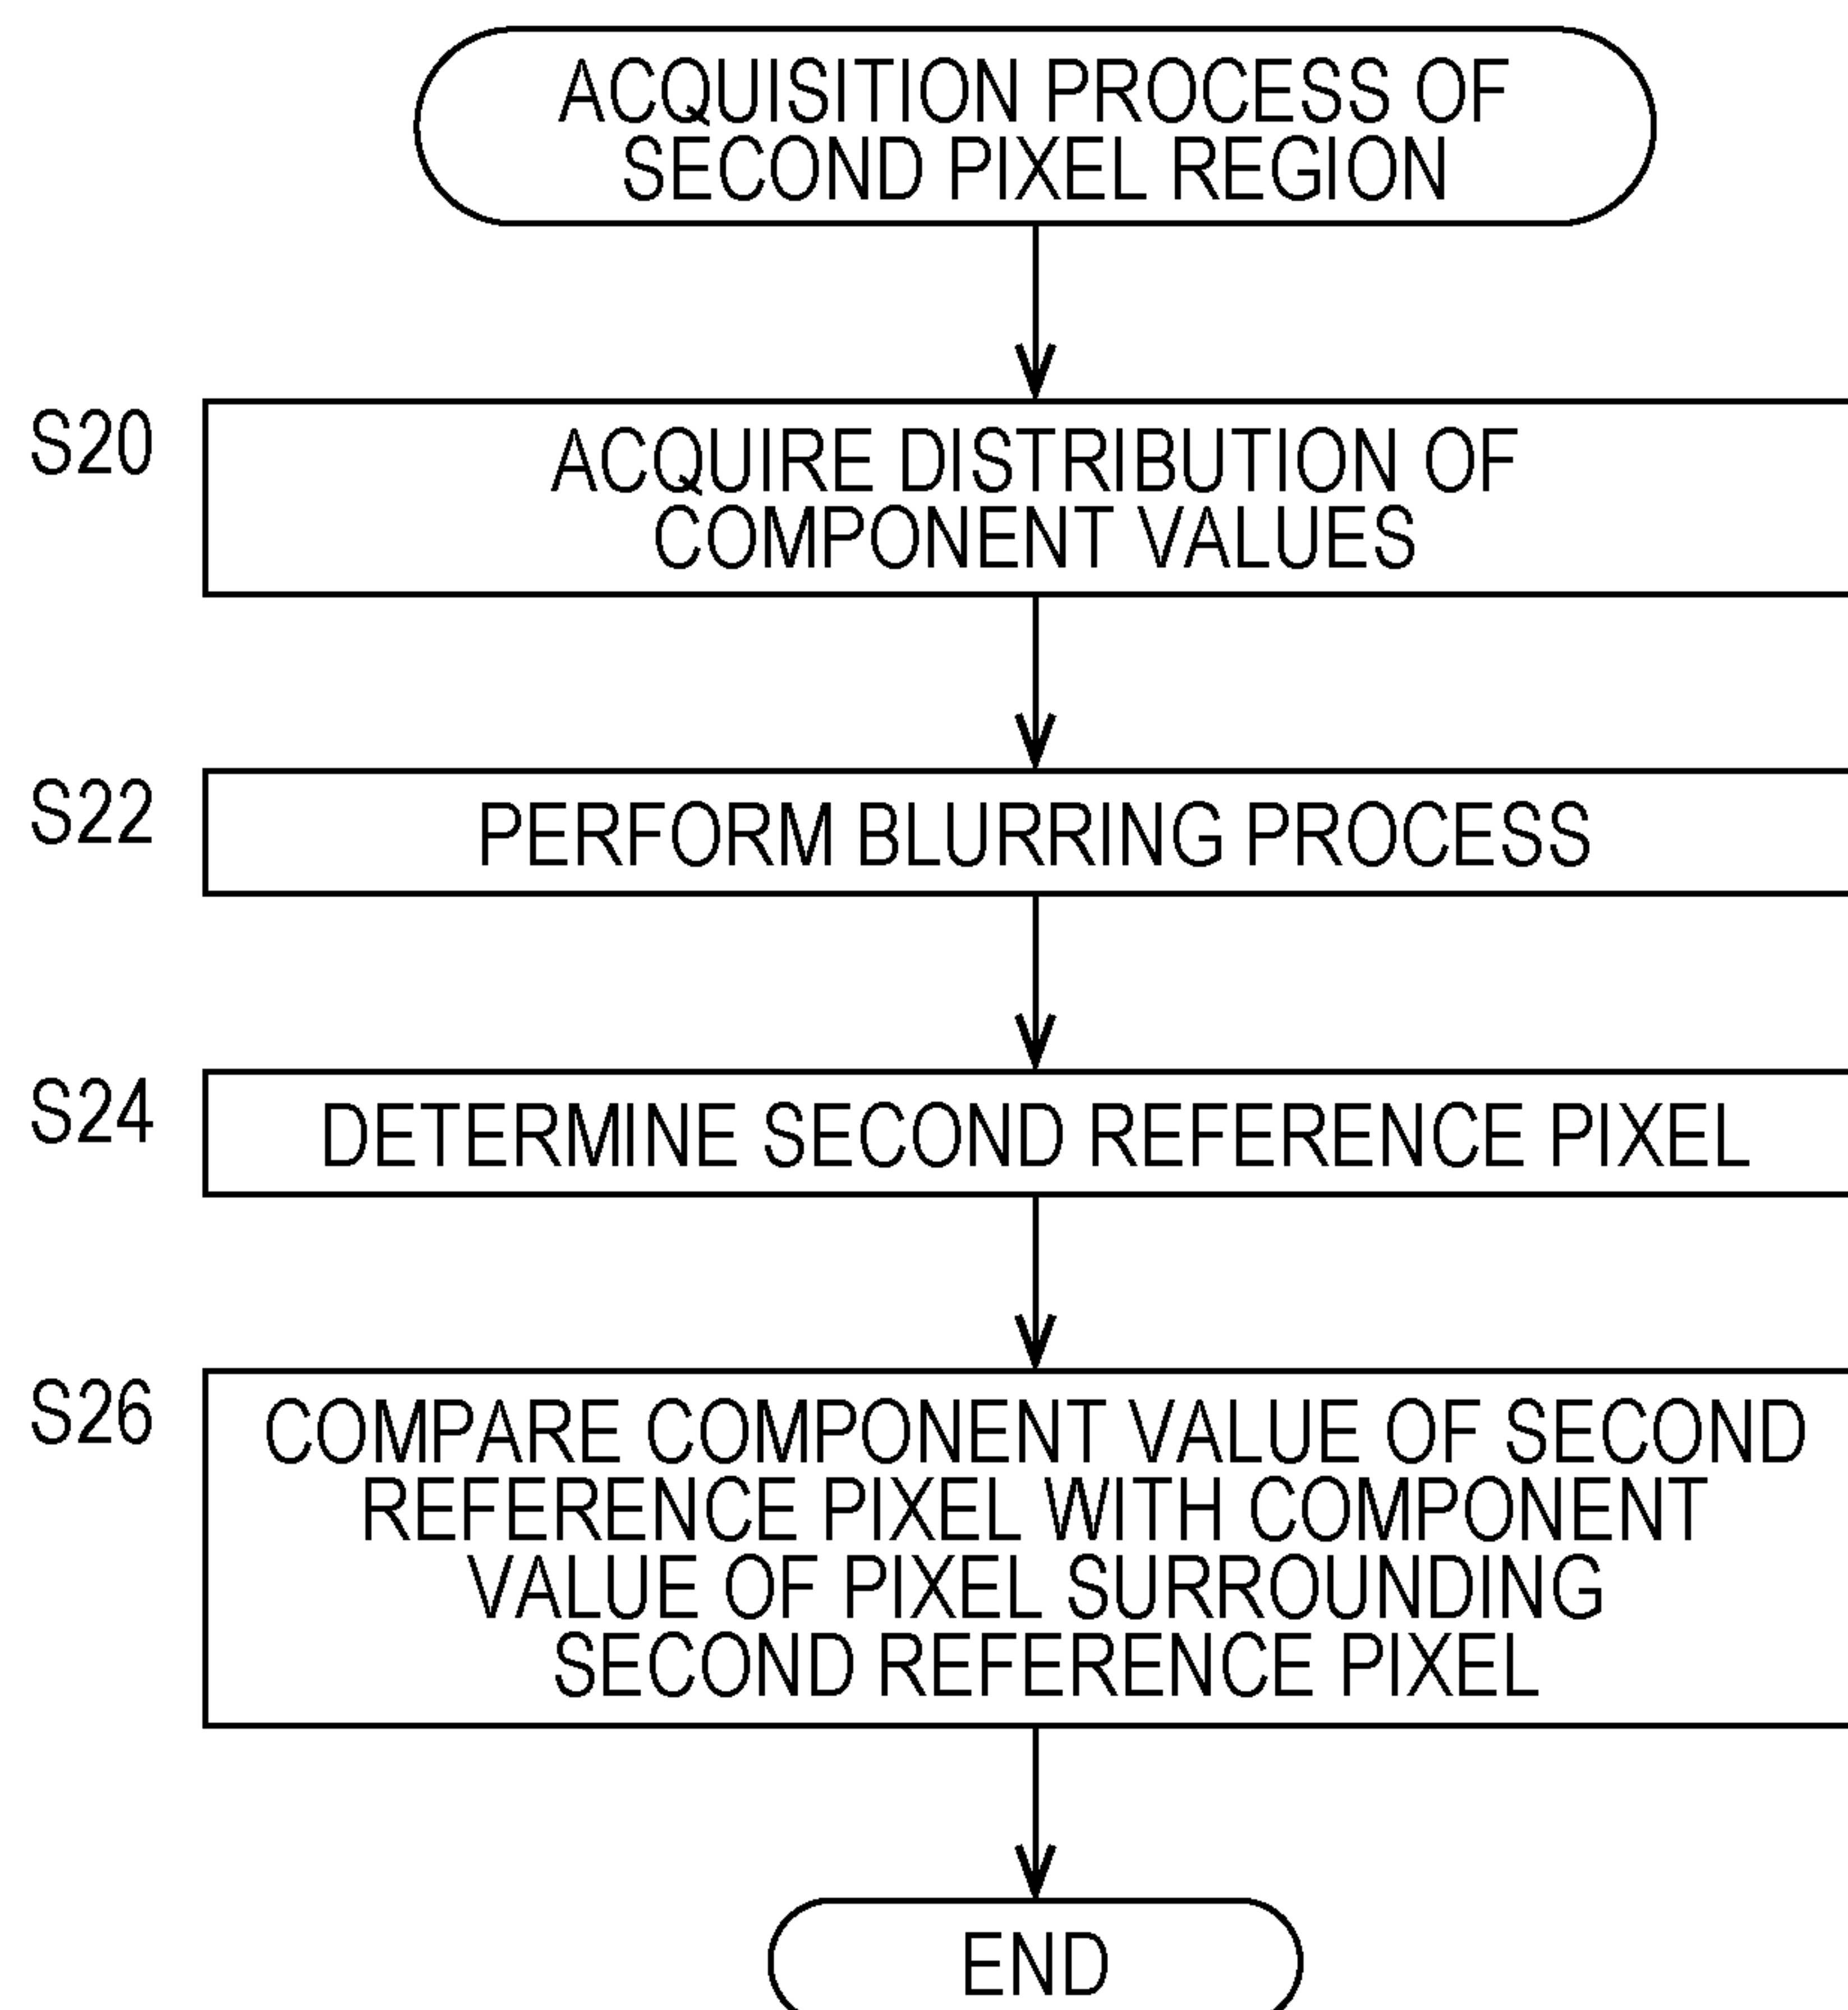 ACQUISITION PROCESS OF
SECOND PIXEL REGION
S20
ACQUIRE DISTRIBUTION OF
COMPONENT VALUES
S22
PERFORM BLURRING PROCESS
S24
DETERMINE SECOND REFERENCE PIXEL
S26
COMPARE COMPONENT VALUE OF SECOND
REFERENCE PIXEL WITH COMPONENT
VALUE OF PIXEL SURROUNDING
SECOND REFERENCE PIXEL
END